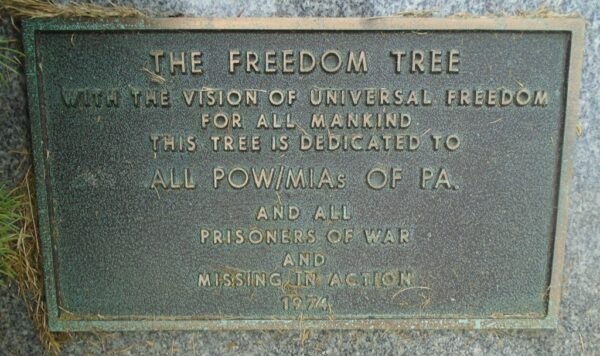 THE FREEDOM TREE
WITH THE VISION OF UNIVERSAL FREEDOM
FOR ALL MANKIND
THIS TREE IS DEDICATED TO
ALL POW/MIAs OF PA.
AND ALL
PRISONERS OF WAR
AND
MISSING IN ACTION
1974